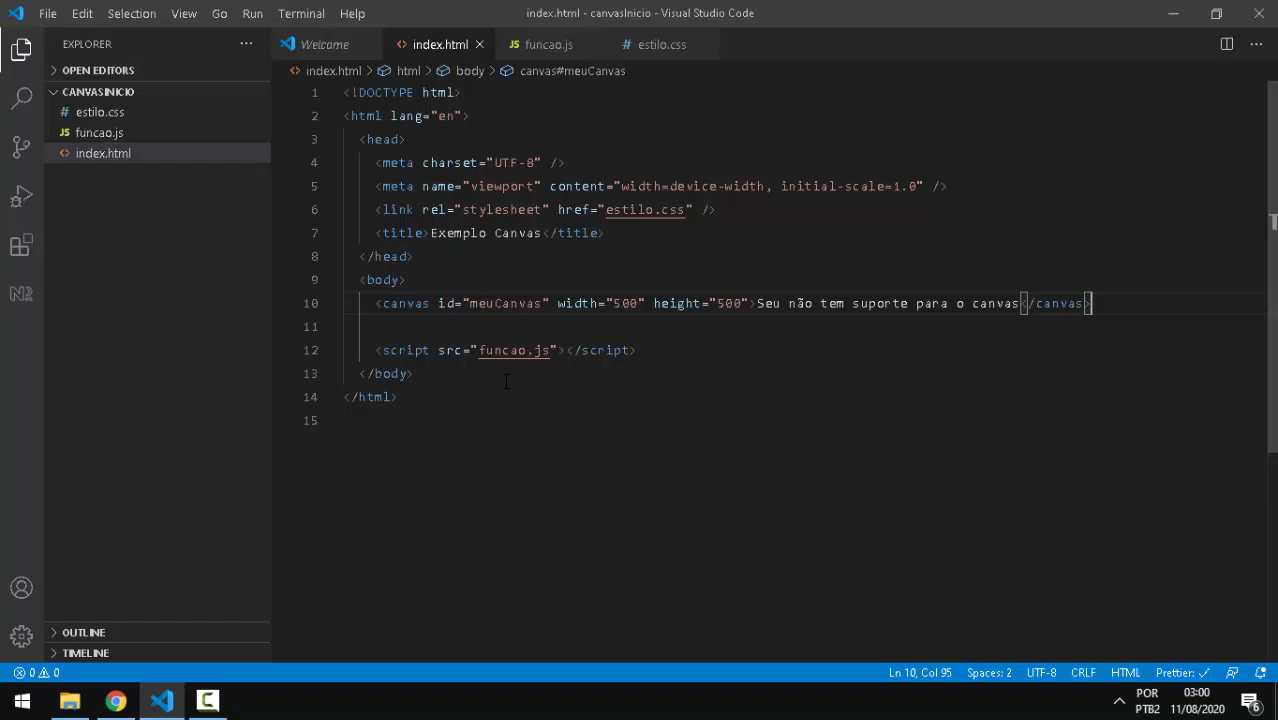 File Edit Selection View Go Run Terminal Help
index.html - canvasInicio - Visual Studio Code
EXPLORER
Welcome
index.html
JS funcao.js
# estilo.css
OPEN EDITORS
CANVASINICIO
# estilo.css
JS funcao.js
index.html
index.html > html > body > canvas#meuCanvas
1 <!DOCTYPE html>
2 <html lang="en">
3 <head>
4 <meta charset="UTF-8" />
5 <meta name="viewport" content="width=device-width, initial-scale=1.0" />
6 <link rel="stylesheet" href="estilo.css" />
7 <title>Exemplo Canvas</title>
8 </head>
9 <body>
10 <canvas id="meuCanvas" width="500" height="500">Seu não tem suporte para o canvas</canvas>
11
12 <script src="funcao.js"></script>
13 </body>
14 </html>
15
OUTLINE
TIMELINE
0 0
Ln 10, Col 95 Spaces: 2 UTF-8 CRLF HTML Prettier: ✓
POR
PTB2
03:00
11/08/2020
6